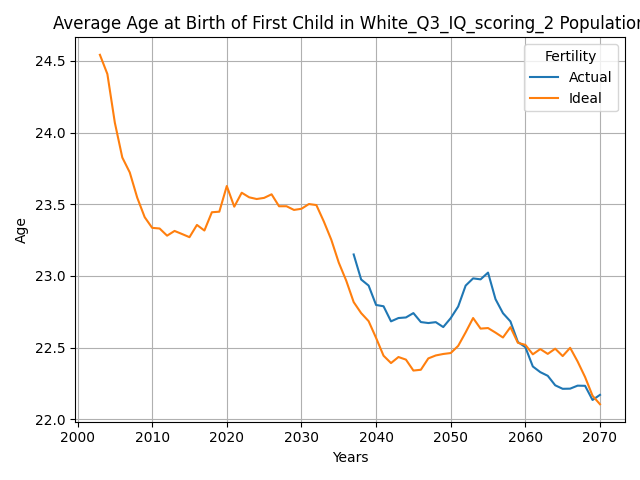 Average Age at Birth of First Child in White_Q3_IQ_scoring_2 Population
Fertility
Actual
Ideal
24.5
24.0
23.5
23.0
22.5
22.0
Age
2000 2010 2020 2030 2040 2050 2060 2070
Years